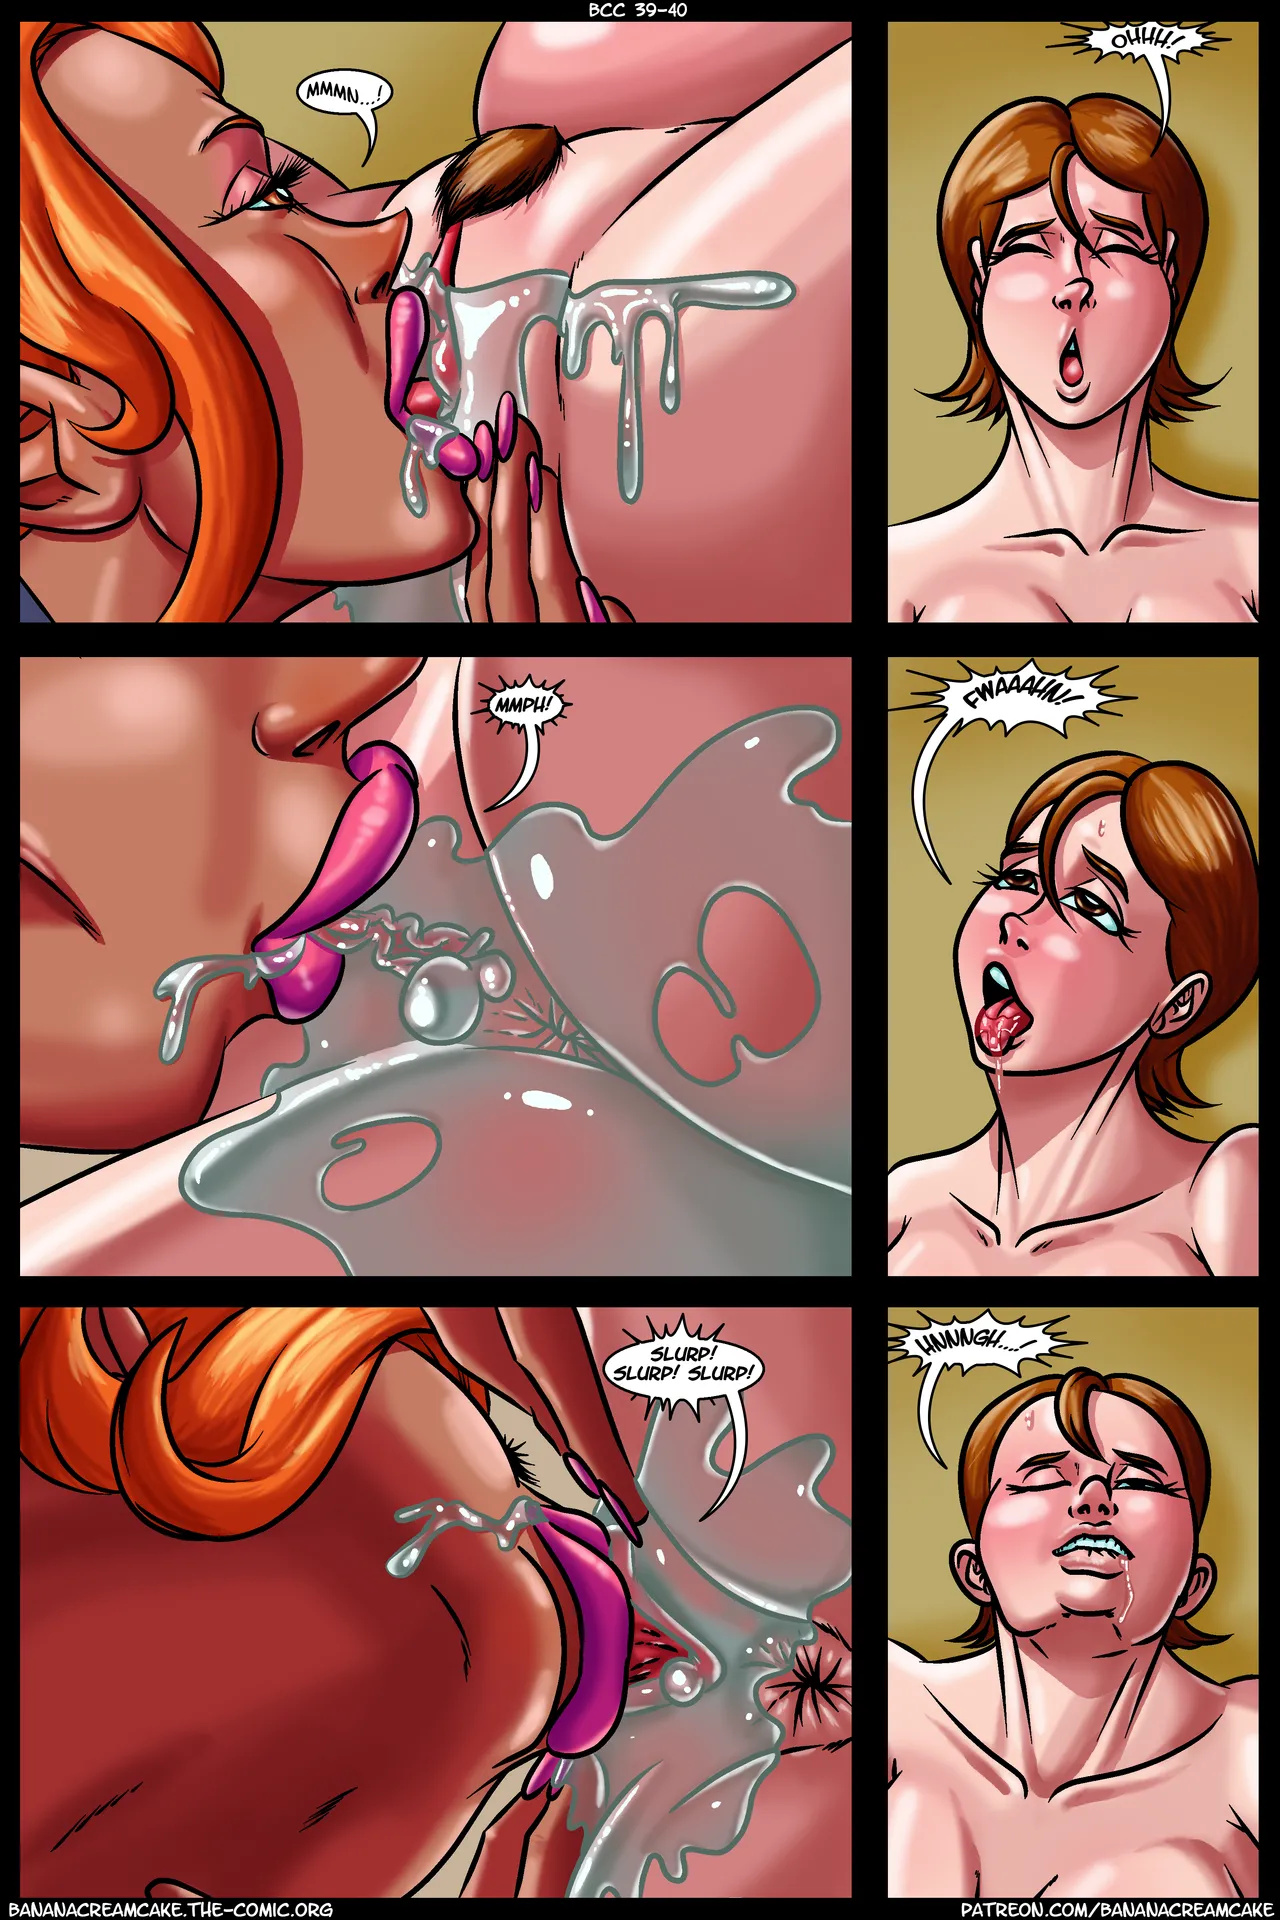 BCC 39-40
MMMN...!
OHHH!
MMPH!
FWAAAHN!
SLURP!
SLURP! SLURP!
HNNNGH...!
BANANACREAMCAKE.THE-COMIC.ORG
PATREON.COM/BANANACREAMCAKE